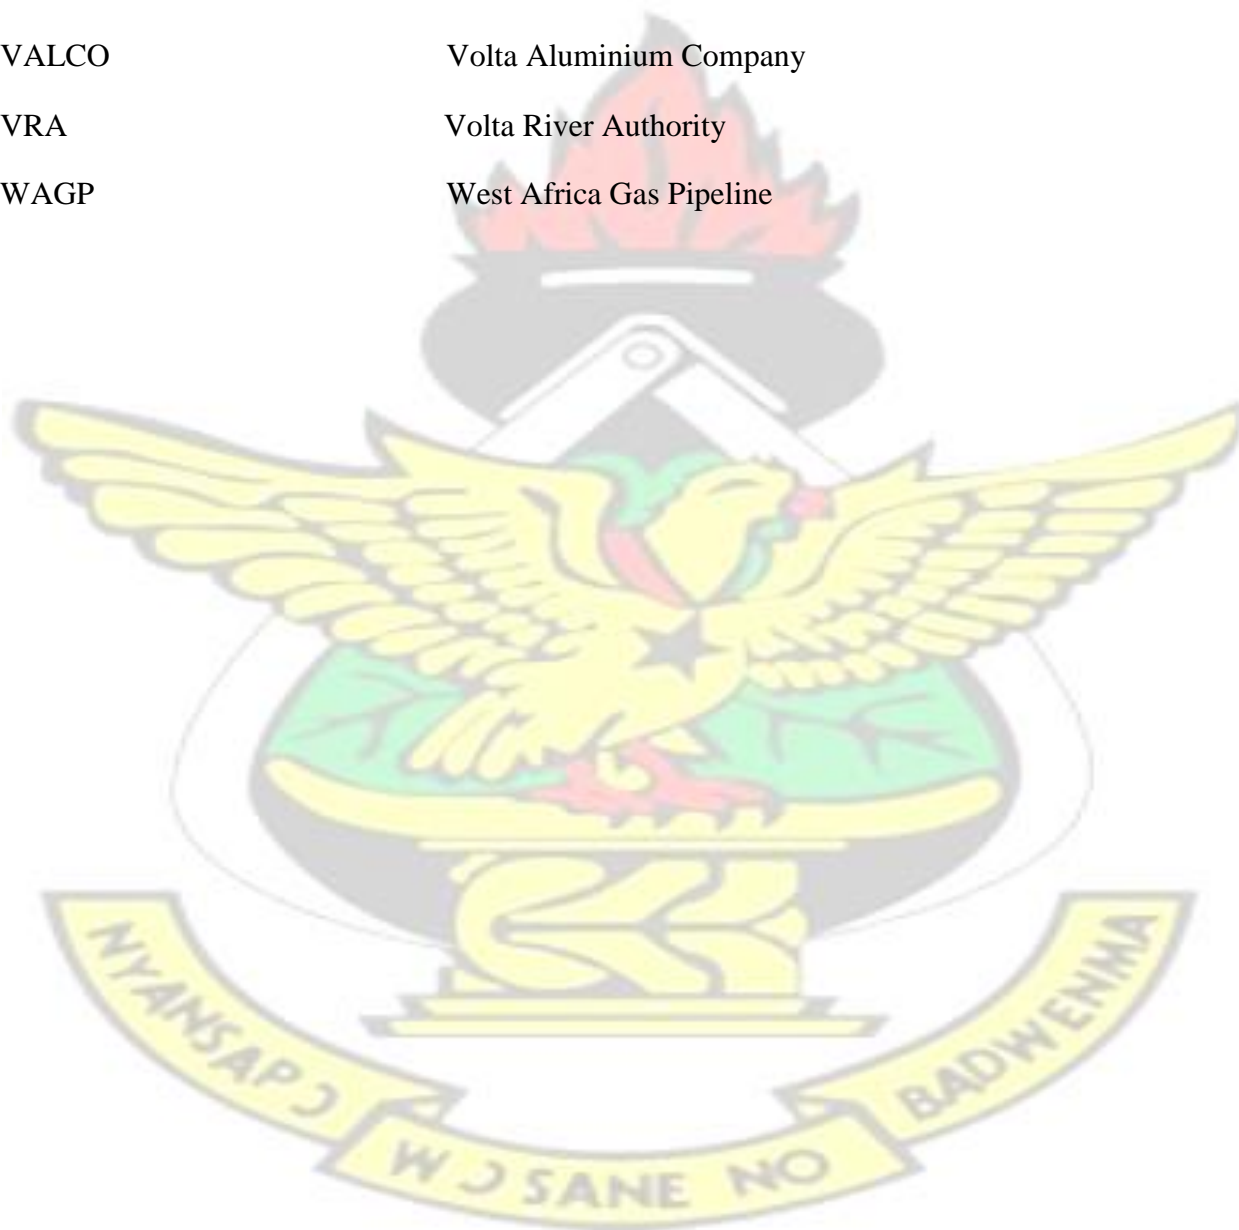 VALCO Volta Aluminium Company
VRA Volta River Authority
WAGP West Africa Gas Pipeline
NYANSAPƆ
WƆSANE NO
BADWENMA